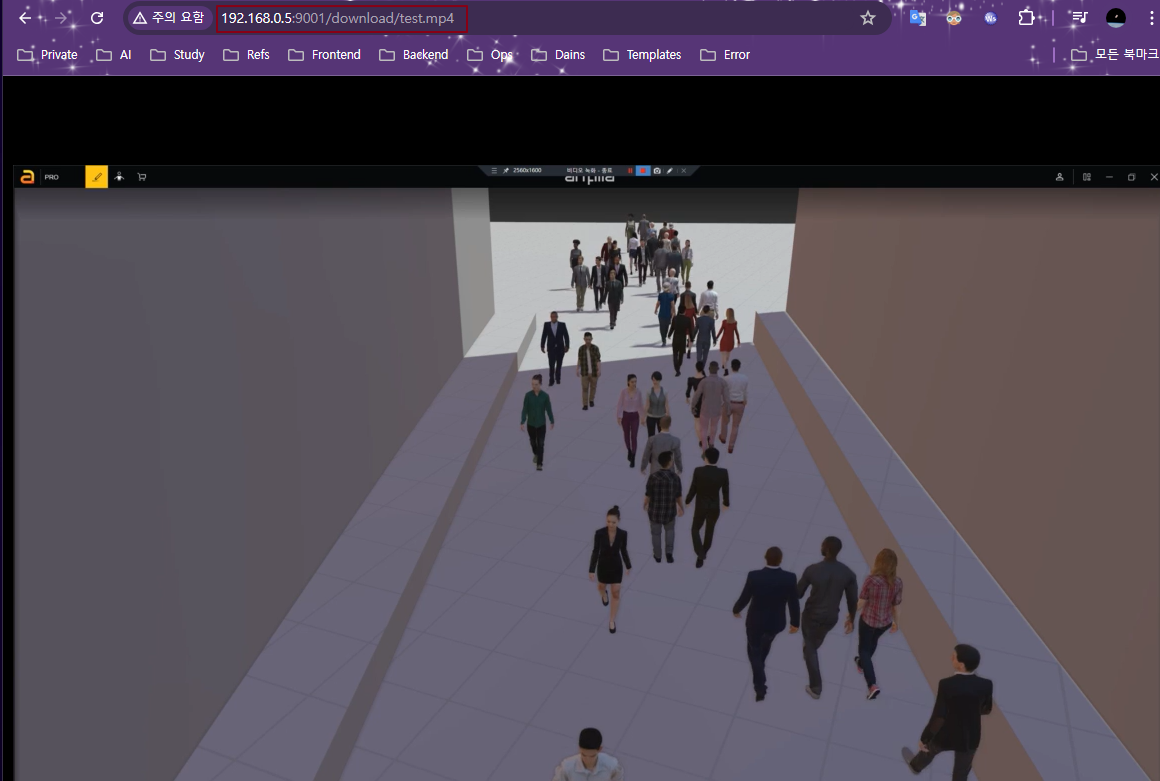 주의 요함 192.168.0.5:9001/download/test.mp4
Private AI Study Refs Frontend Backend Ops Dains Templates Error 모든 북마크
PRO 2560x1600 비디오 녹화 - 종료